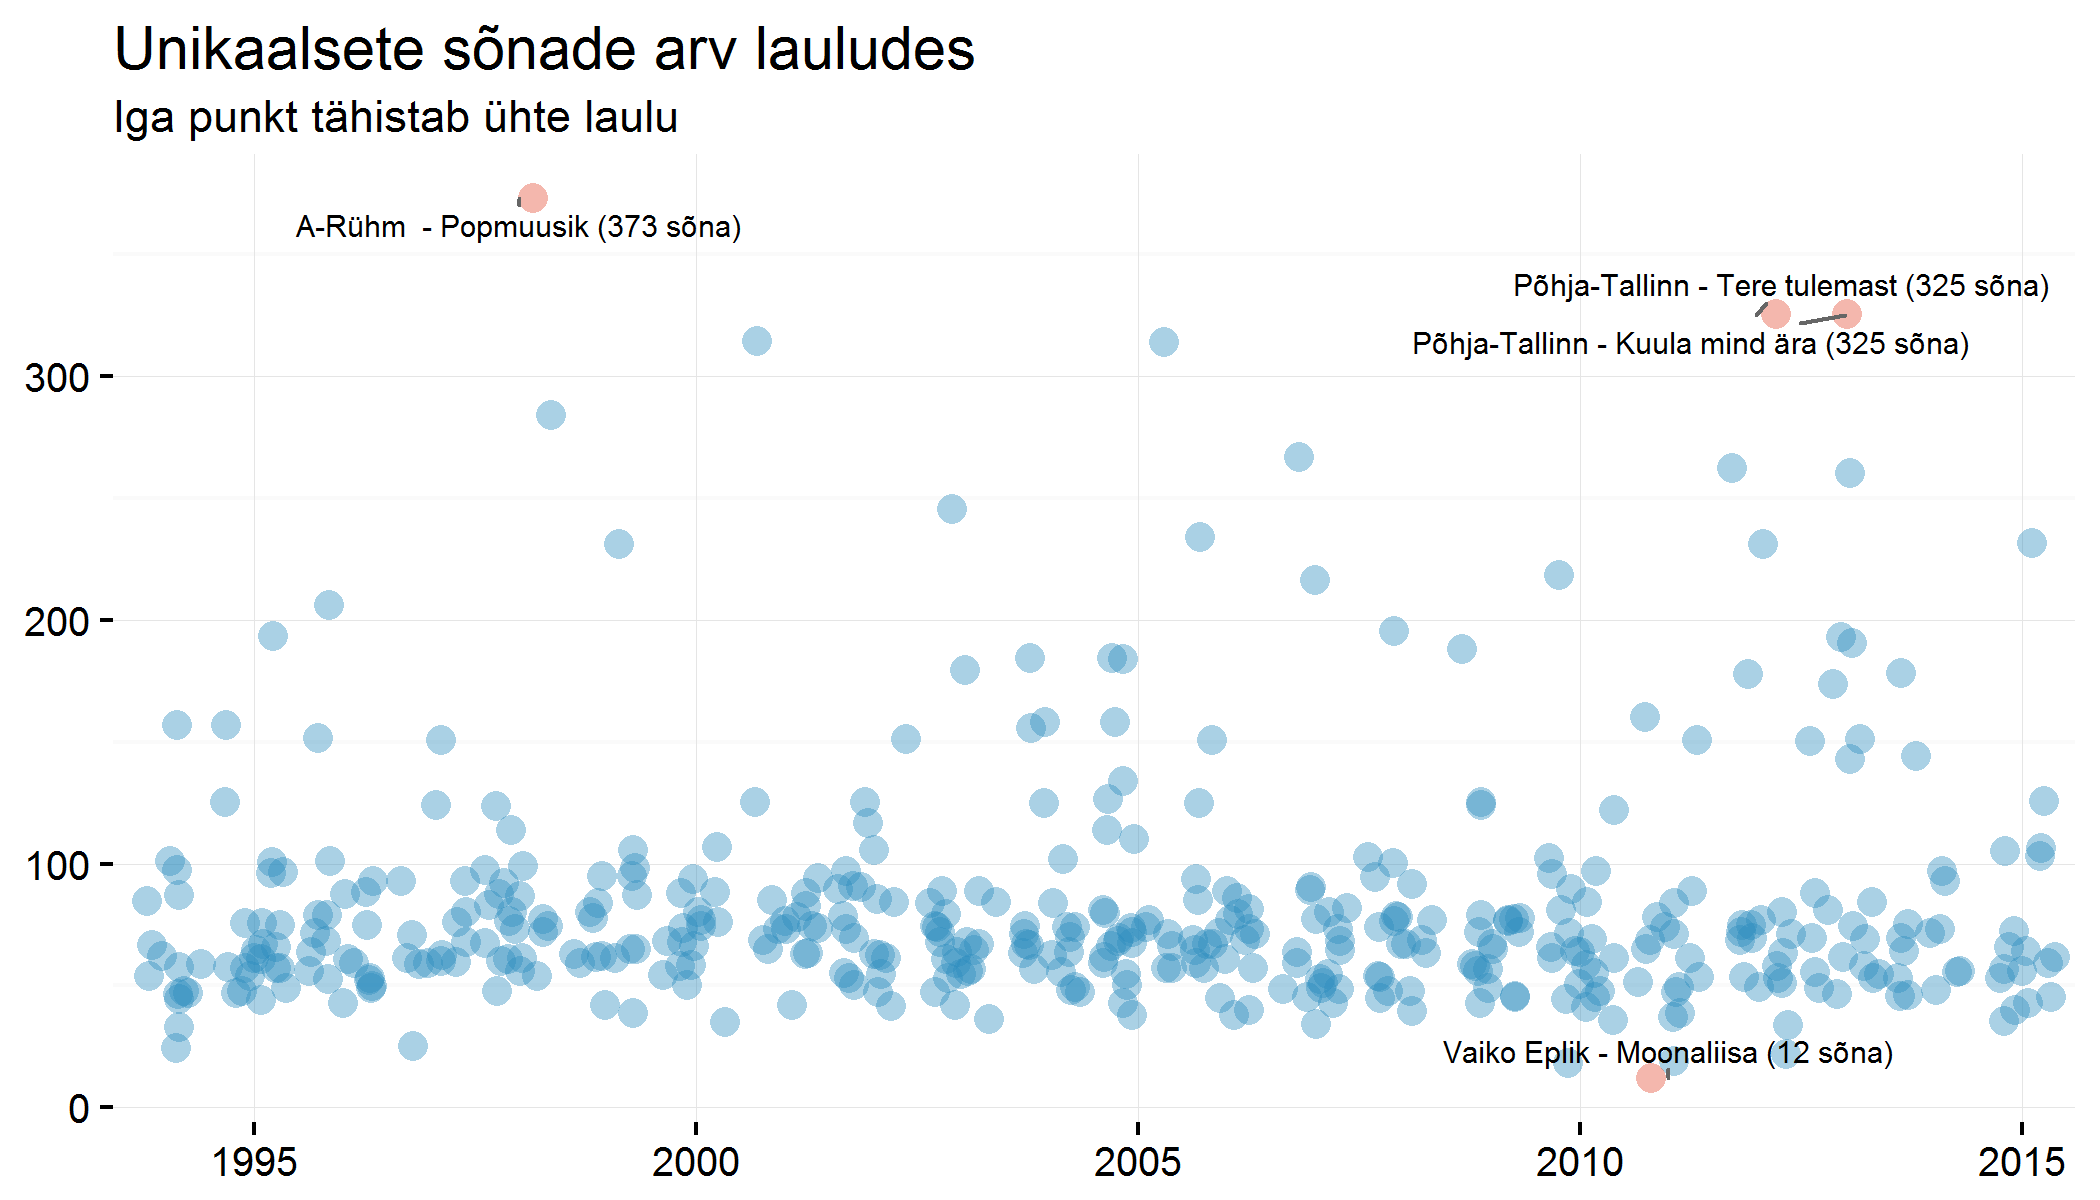 Unikaalsete sõnade arv lauludes
Iga punkt tähistab ühte laulu
A-Rühm  - Popmuusik (373 sõna)
Põhja-Tallinn - Tere tulemast (325 sõna)
Põhja-Tallinn - Kuula mind ära (325 sõna)
300
200
100
Vaiko Eplik - Moonaliisa (12 sõna)
0
1995 2000 2005 2010 2015